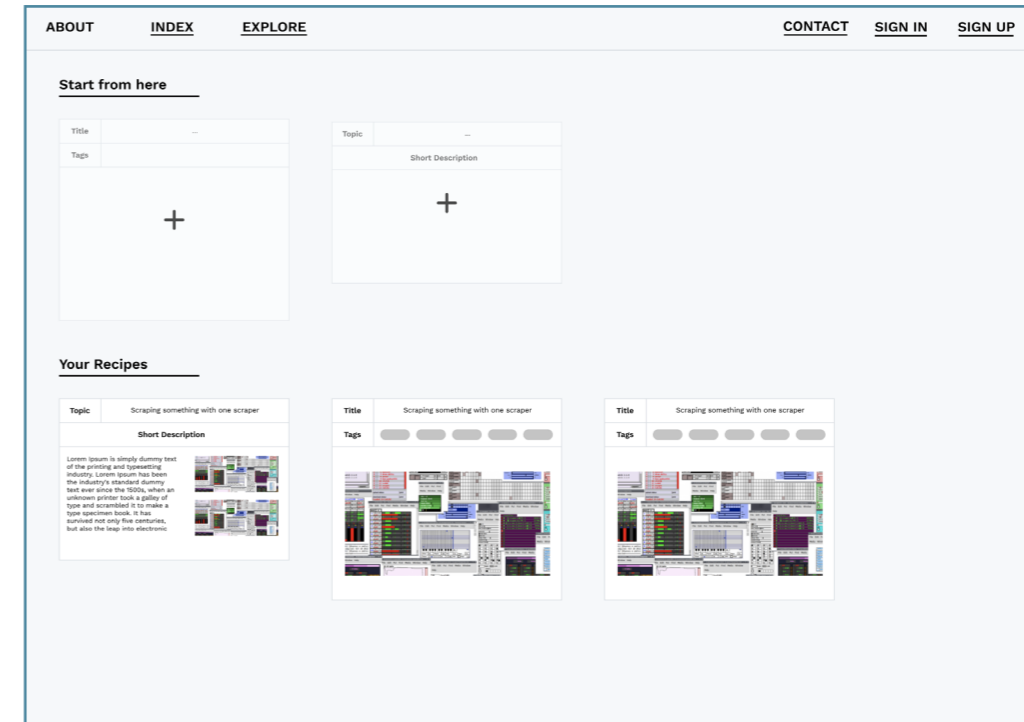 ABOUT INDEX EXPLORE CONTACT SIGN IN SIGN UP
Start from here
Title ...
Tags
Topic ...
Short Description
Your Recipes
Topic Scraping something with one scraper
Short Description
Lorem Ipsum is simply dummy text
of the printing and typesetting
industry. Lorem Ipsum has been
the industry's standard dummy
text ever since the 1500s, when an
unknown printer took a galley of
type and scrambled it to make a
type specimen book. It has
survived not only five centuries,
but also the leap into electronic
Title Scraping something with one scraper
Tags
Title Scraping something with one scraper
Tags